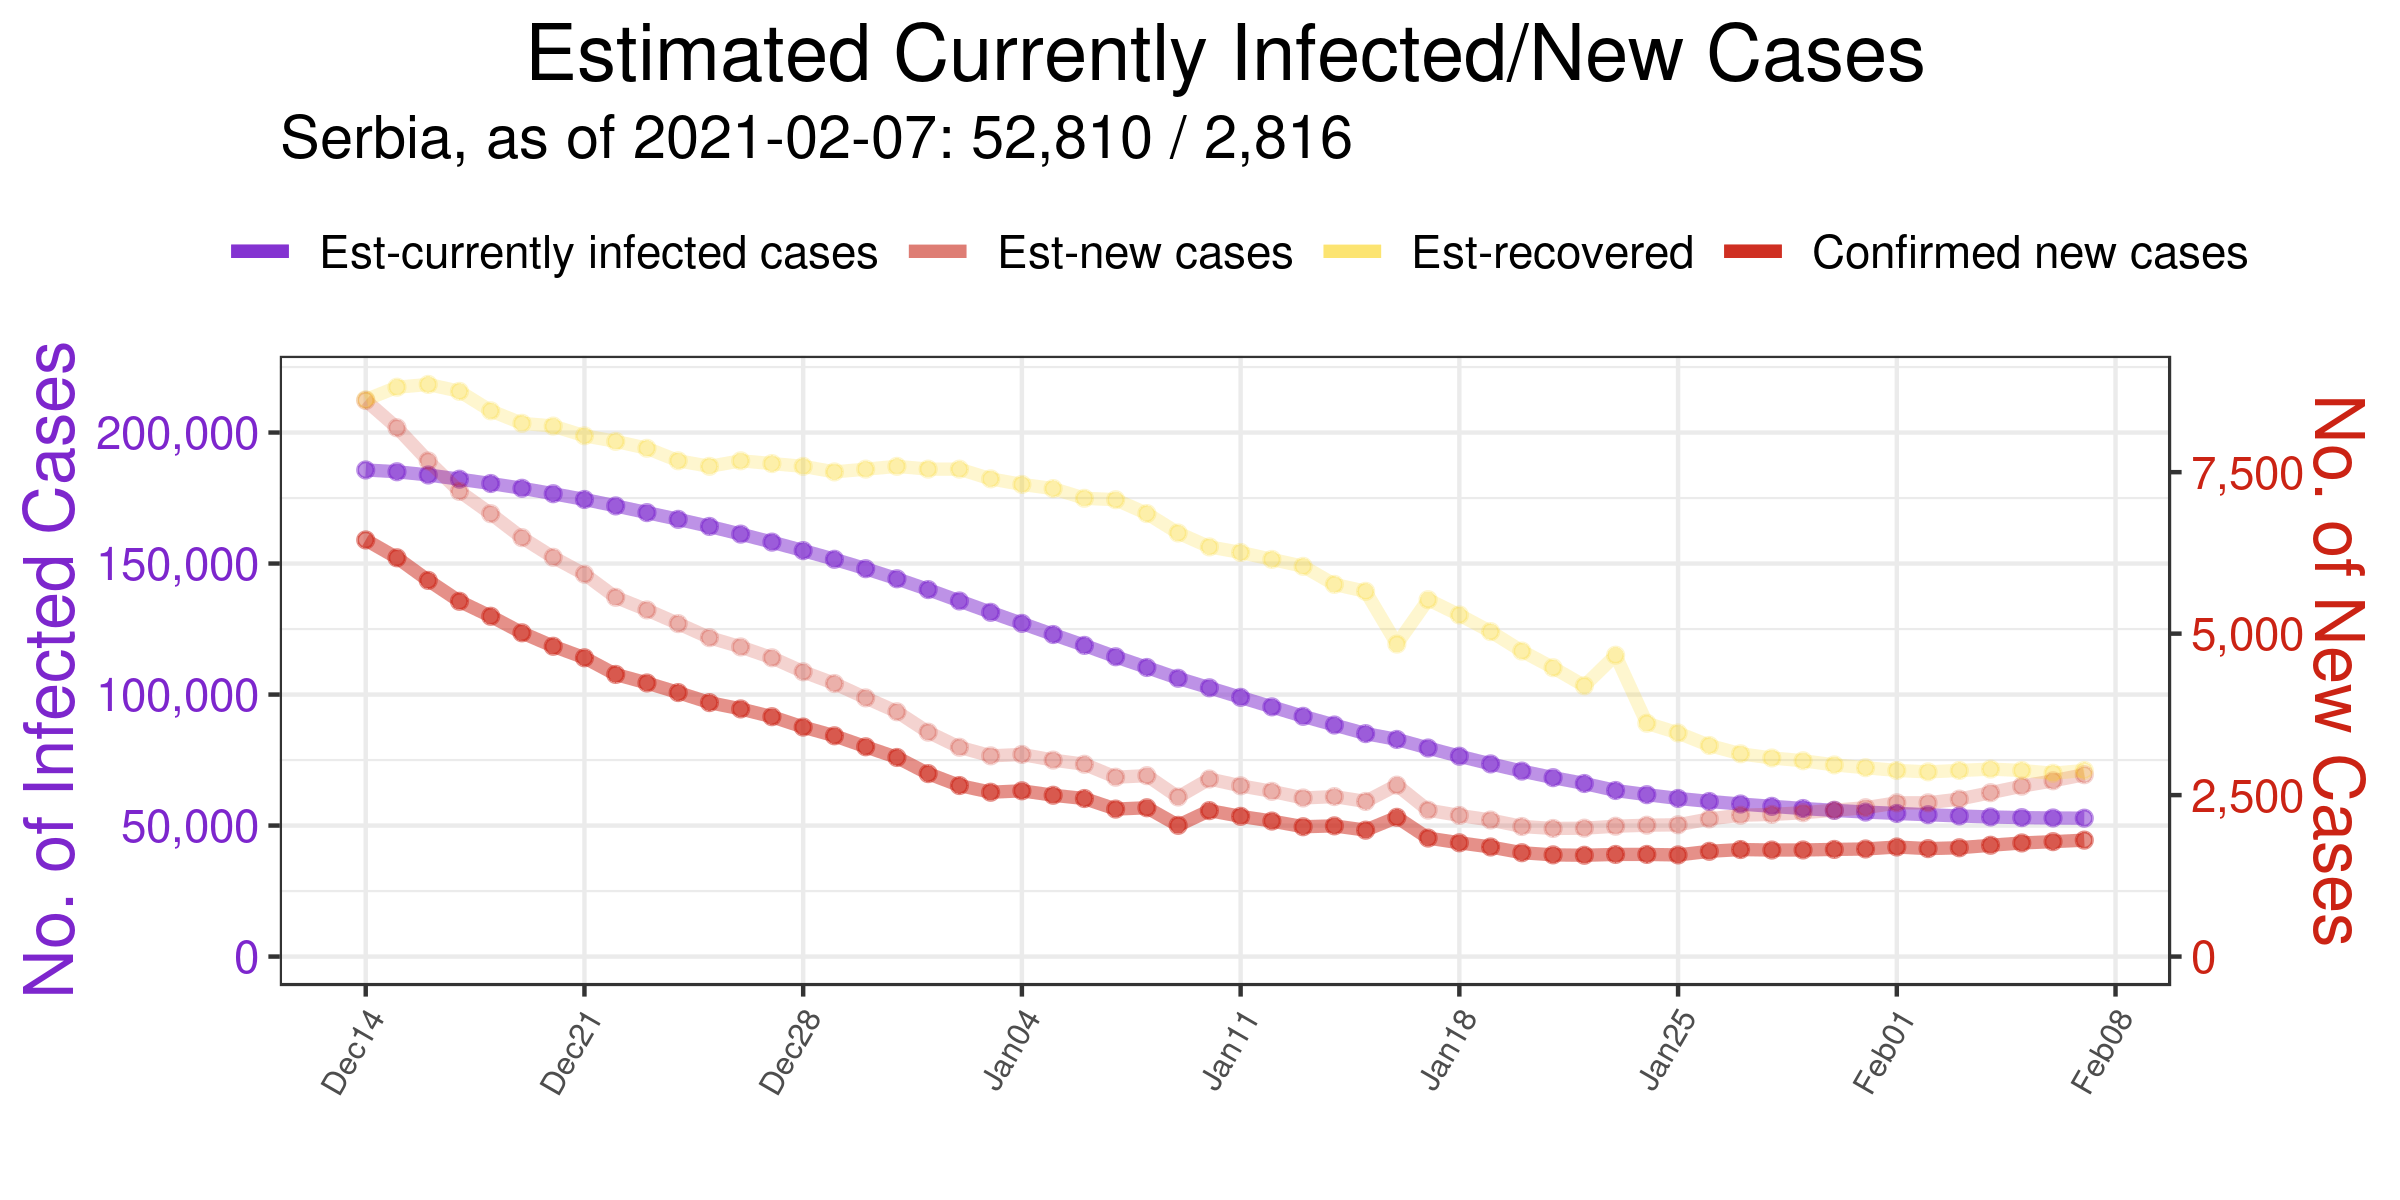 Estimated Currently Infected/New Cases
Serbia, as of 2021-02-07: 52,810 / 2,816
Est-currently infected cases Est-new cases Est-recovered Confirmed new cases
No. of Infected Cases
200,000
150,000
100,000
50,000
0
7,500
5,000
2,500
0
No. of New Cases
Dec14 Dec21 Dec28 Jan04 Jan11 Jan18 Jan25 Feb01 Feb08